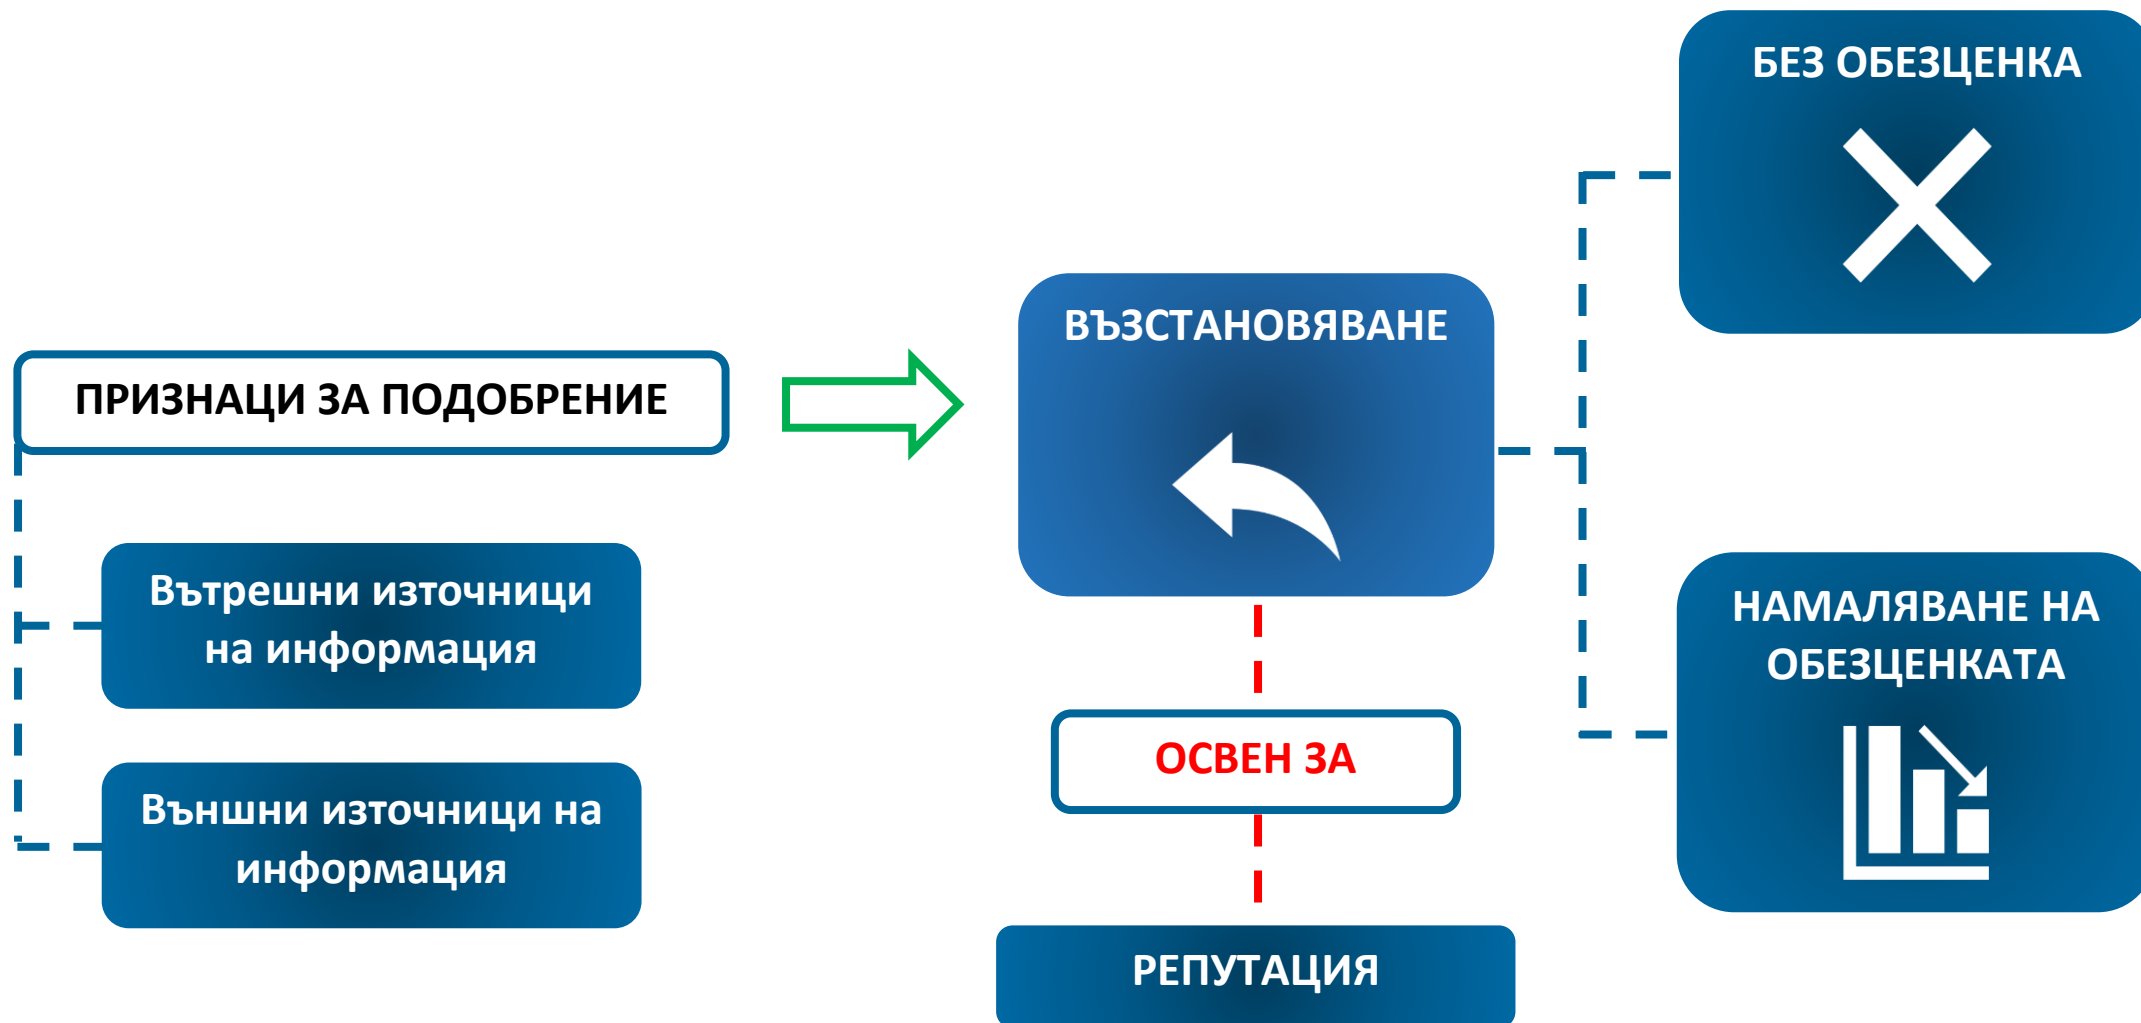 ПРИЗНАЦИ ЗА ПОДОБРЕНИЕ
Вътрешни източници
на информация
Външни източници на
информация
ВЪЗСТАНОВЯВАНЕ
ОСВЕН ЗА
РЕПУТАЦИЯ
БЕЗ ОБЕЗЦЕНКА
НАМАЛЯВАНЕ НА
ОБЕЗЦЕНКАТА